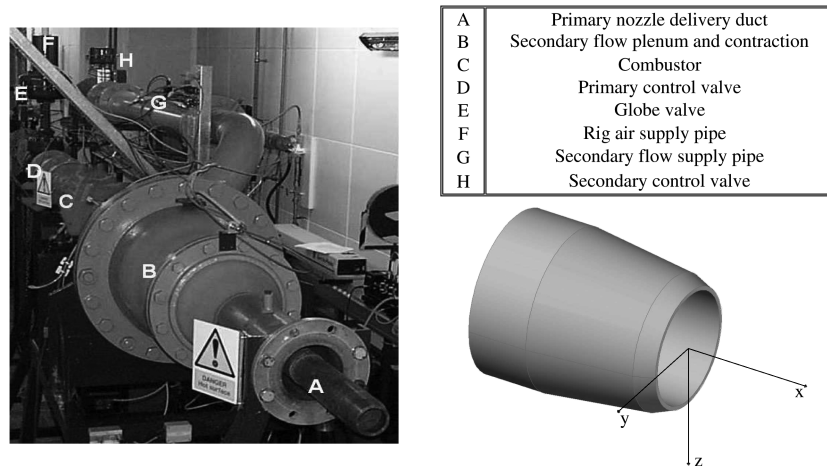 F
H
E
G
D
C
B
A
DANGER
Hot surface
A Primary nozzle delivery duct
B Secondary flow plenum and contraction
C Combustor
D Primary control valve
E Globe valve
F Rig air supply pipe
G Secondary flow supply pipe
H Secondary control valve
x
y
z